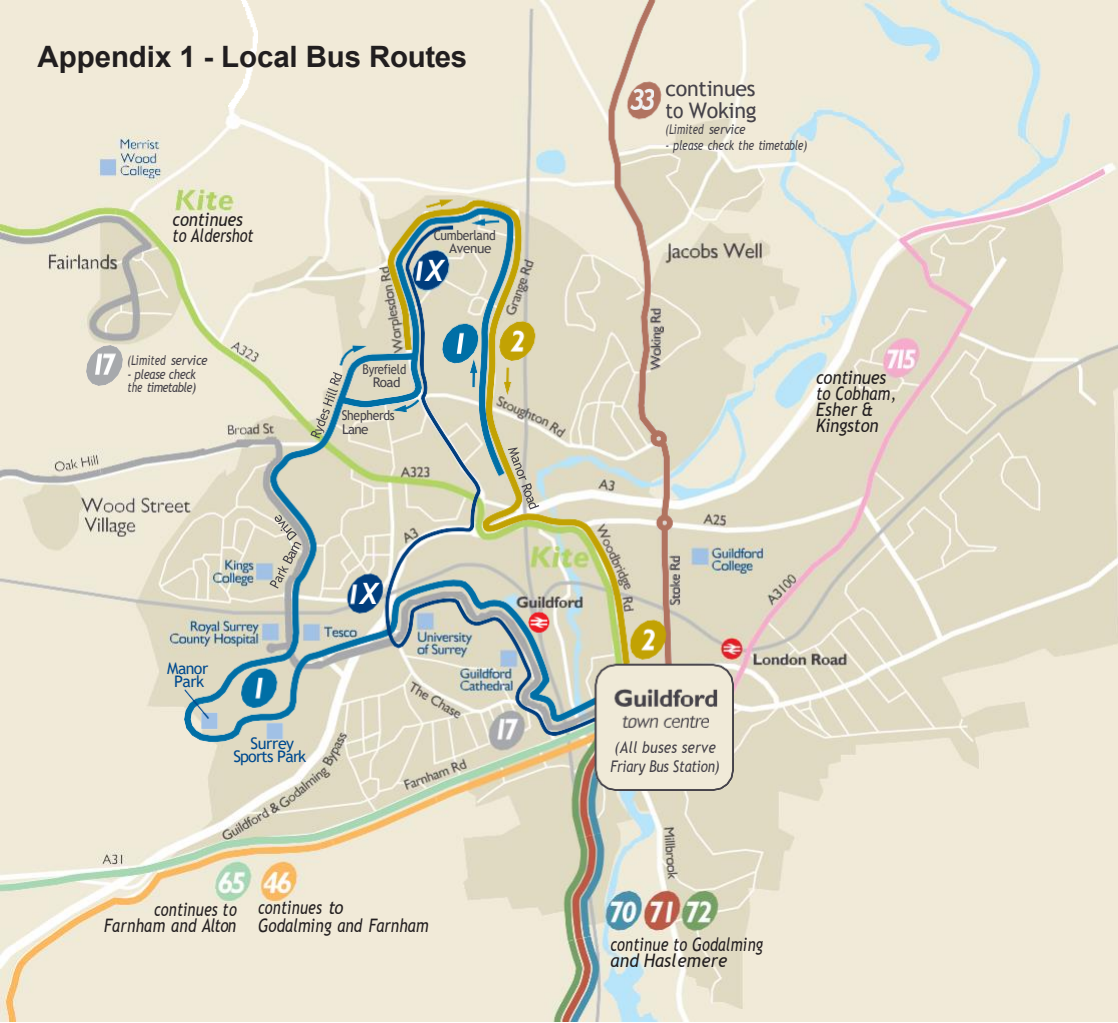 Appendix 1 - Local Bus Routes
33
continues
to Woking
(Limited service
- please check the timetable)
Merrist
Wood
College
Kite
continues
to Aldershot
Fairlands
17
(Limited service
- please check
the timetable)
A323
Cumberland
Avenue
1X
Worplesdon Rd
Grange Rd
1
2
Jacobs Well
Woking Rd
715
continues
to Cobham,
Esher &
Kingston
Byrefield
Road
Rydes Hill Rd
Shepherds
Lane
Stoughton Rd
Broad St
Oak Hill
A323
Manor Road
A3
A25
Wood Street
Village
Park Barn Drive
A3
Kite
Woodbridge Rd
Guildford
College
Stoke Rd
A3100
Kings
College
1X
Guildford
Royal Surrey
County Hospital
Tesco
University
of Surrey
2
London Road
Manor
Park
1
Guildford
Cathedral
The Chase
17
Guildford
town centre
(All buses serve
Friary Bus Station)
Surrey
Sports Park
Guildford & Godalming Bypass
Farnham Rd
Millbrook
A31
65
46
continues to
Farnham and Alton
continues to
Godalming and Farnham
70
71
72
continue to Godalming
and Haslemere